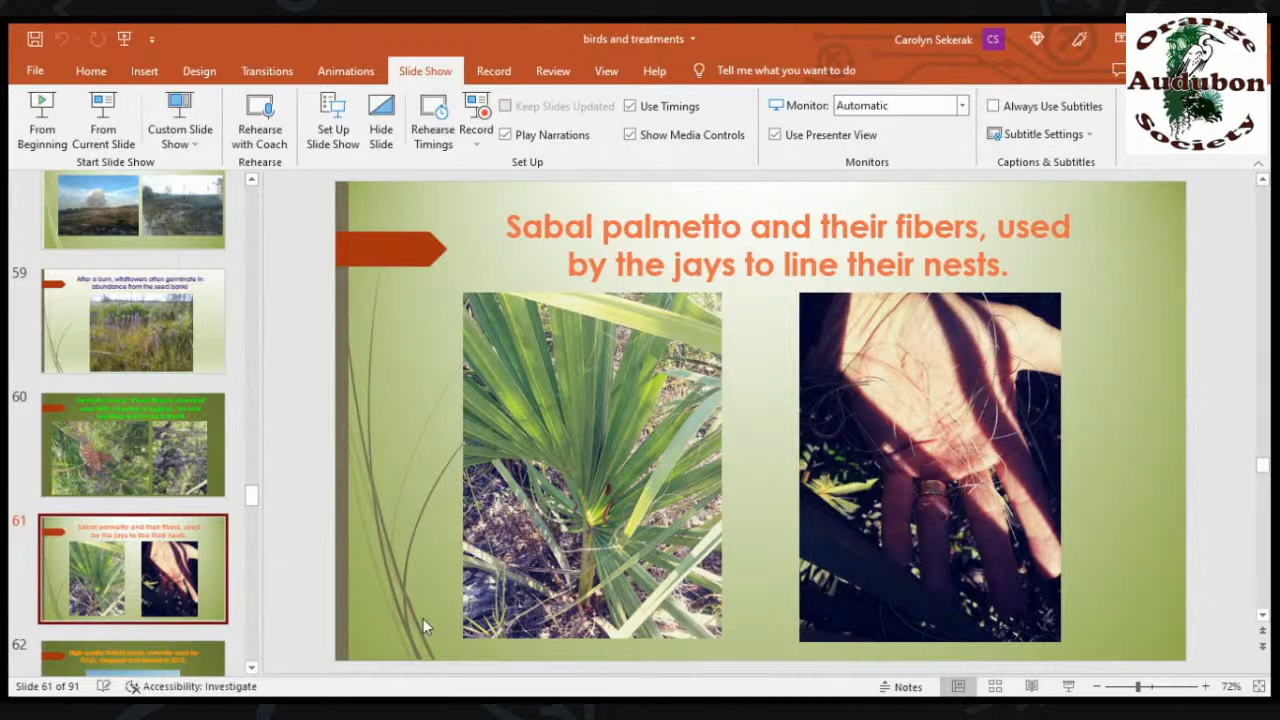 birds and treatments
Carolyn Sekerak CS
Orange
Audubon
Society
File Home Insert Design Transitions Animations Slide Show Record Review View Help Tell me what you want to do
From Beginning
From Current Slide
Custom Slide Show
Rehearse with Coach
Set Up Slide Show
Hide Slide
Rehearse Timings
Record
Keep Slides Updated
Play Narrations
Use Timings
Show Media Controls
Monitor: Automatic
Use Presenter View
Always Use Subtitles
Subtitle Settings
Start Slide Show Rehearse Set Up Monitors Captions & Subtitles
59
After a burn, wildflowers often germinate in
abundance from the seed bank!
60
61
Sabal palmetto and their fibers, used
by the jays to line their nests.
62
Sabal palmetto and their fibers, used
by the jays to line their nests.
Slide 61 of 91 Accessibility: Investigate Notes 72%